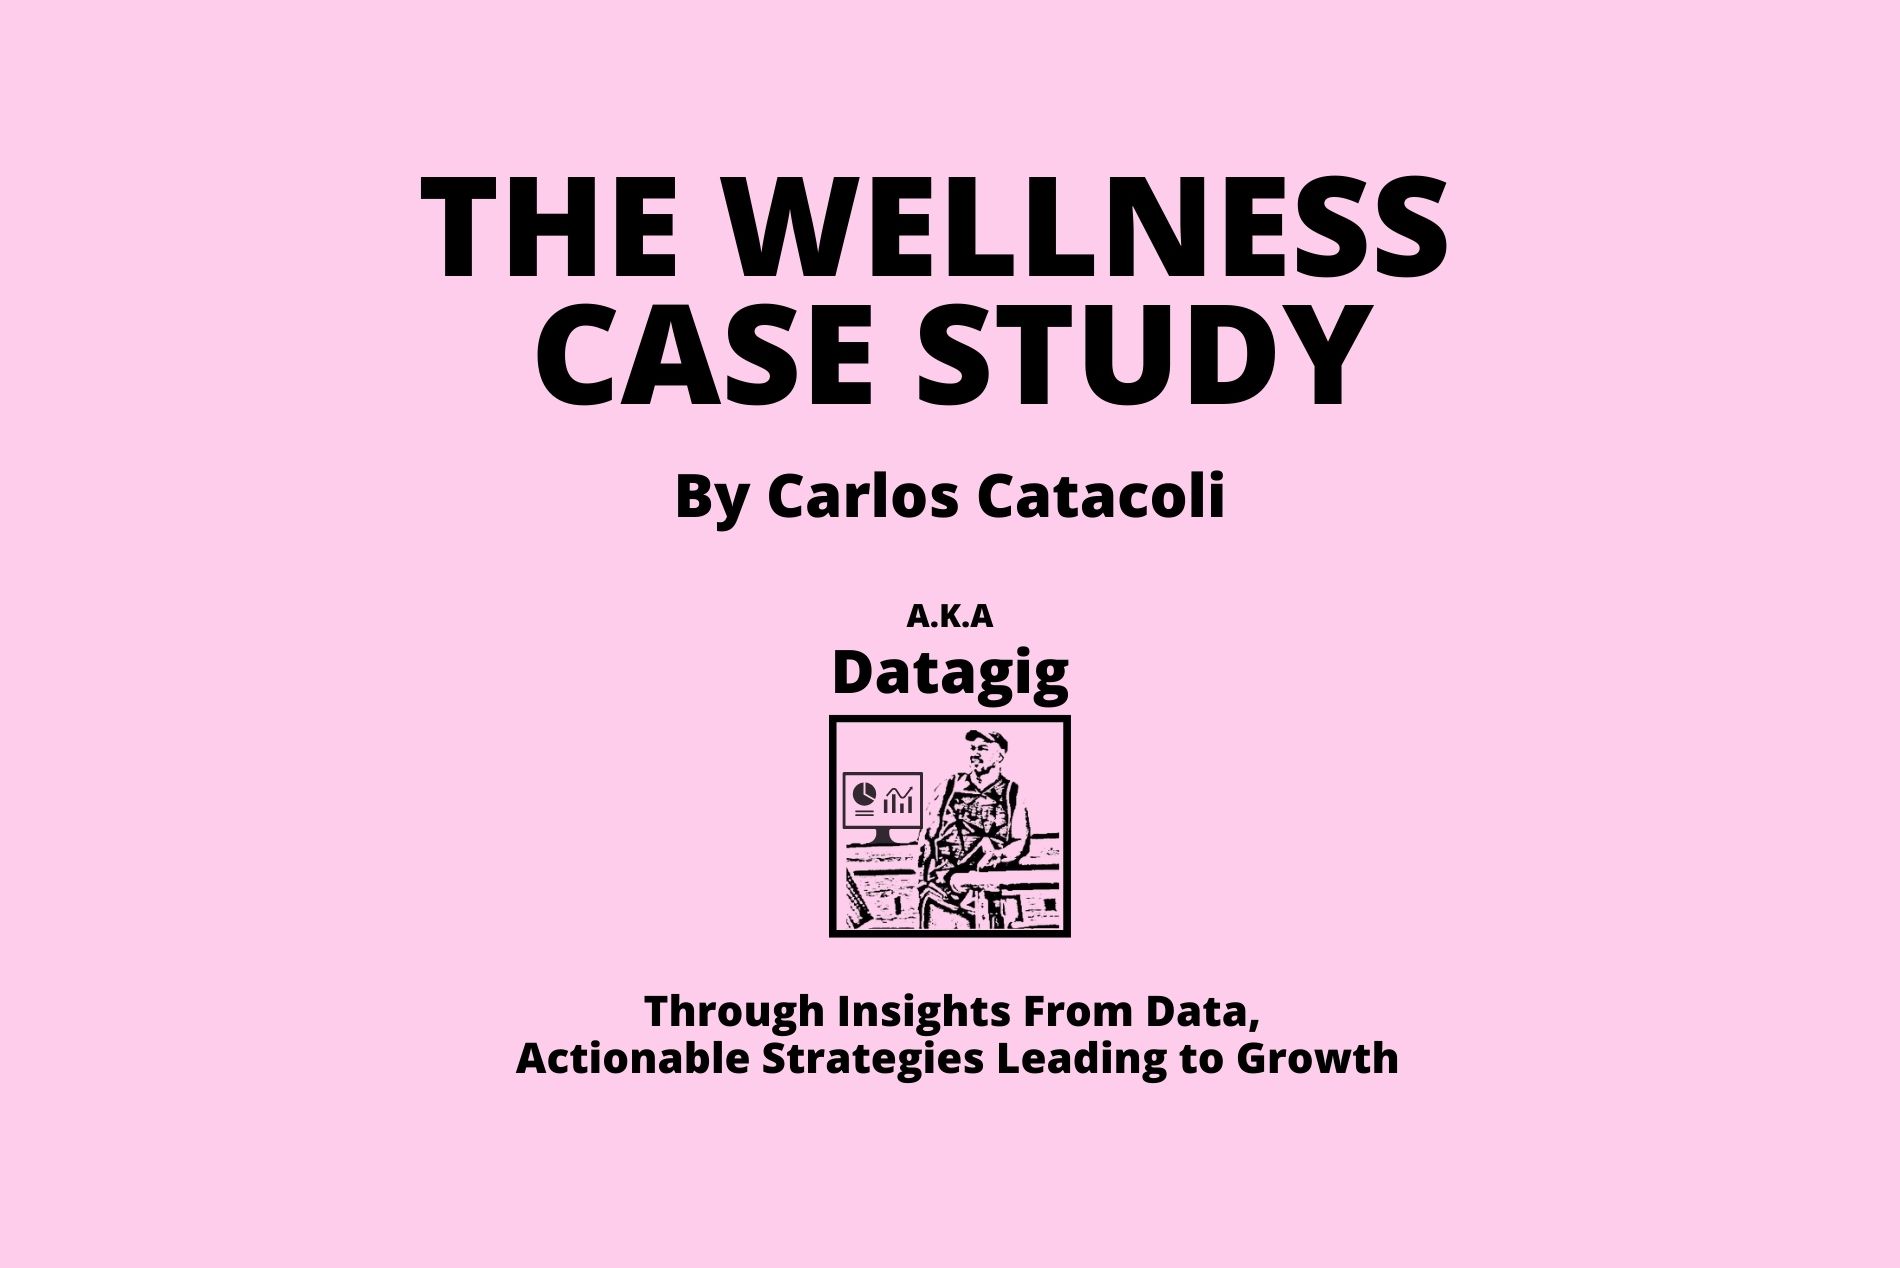 THE WELLNESS
CASE STUDY
By Carlos Catacoli
A.K.A
Datagig
Through Insights From Data,
Actionable Strategies Leading to Growth